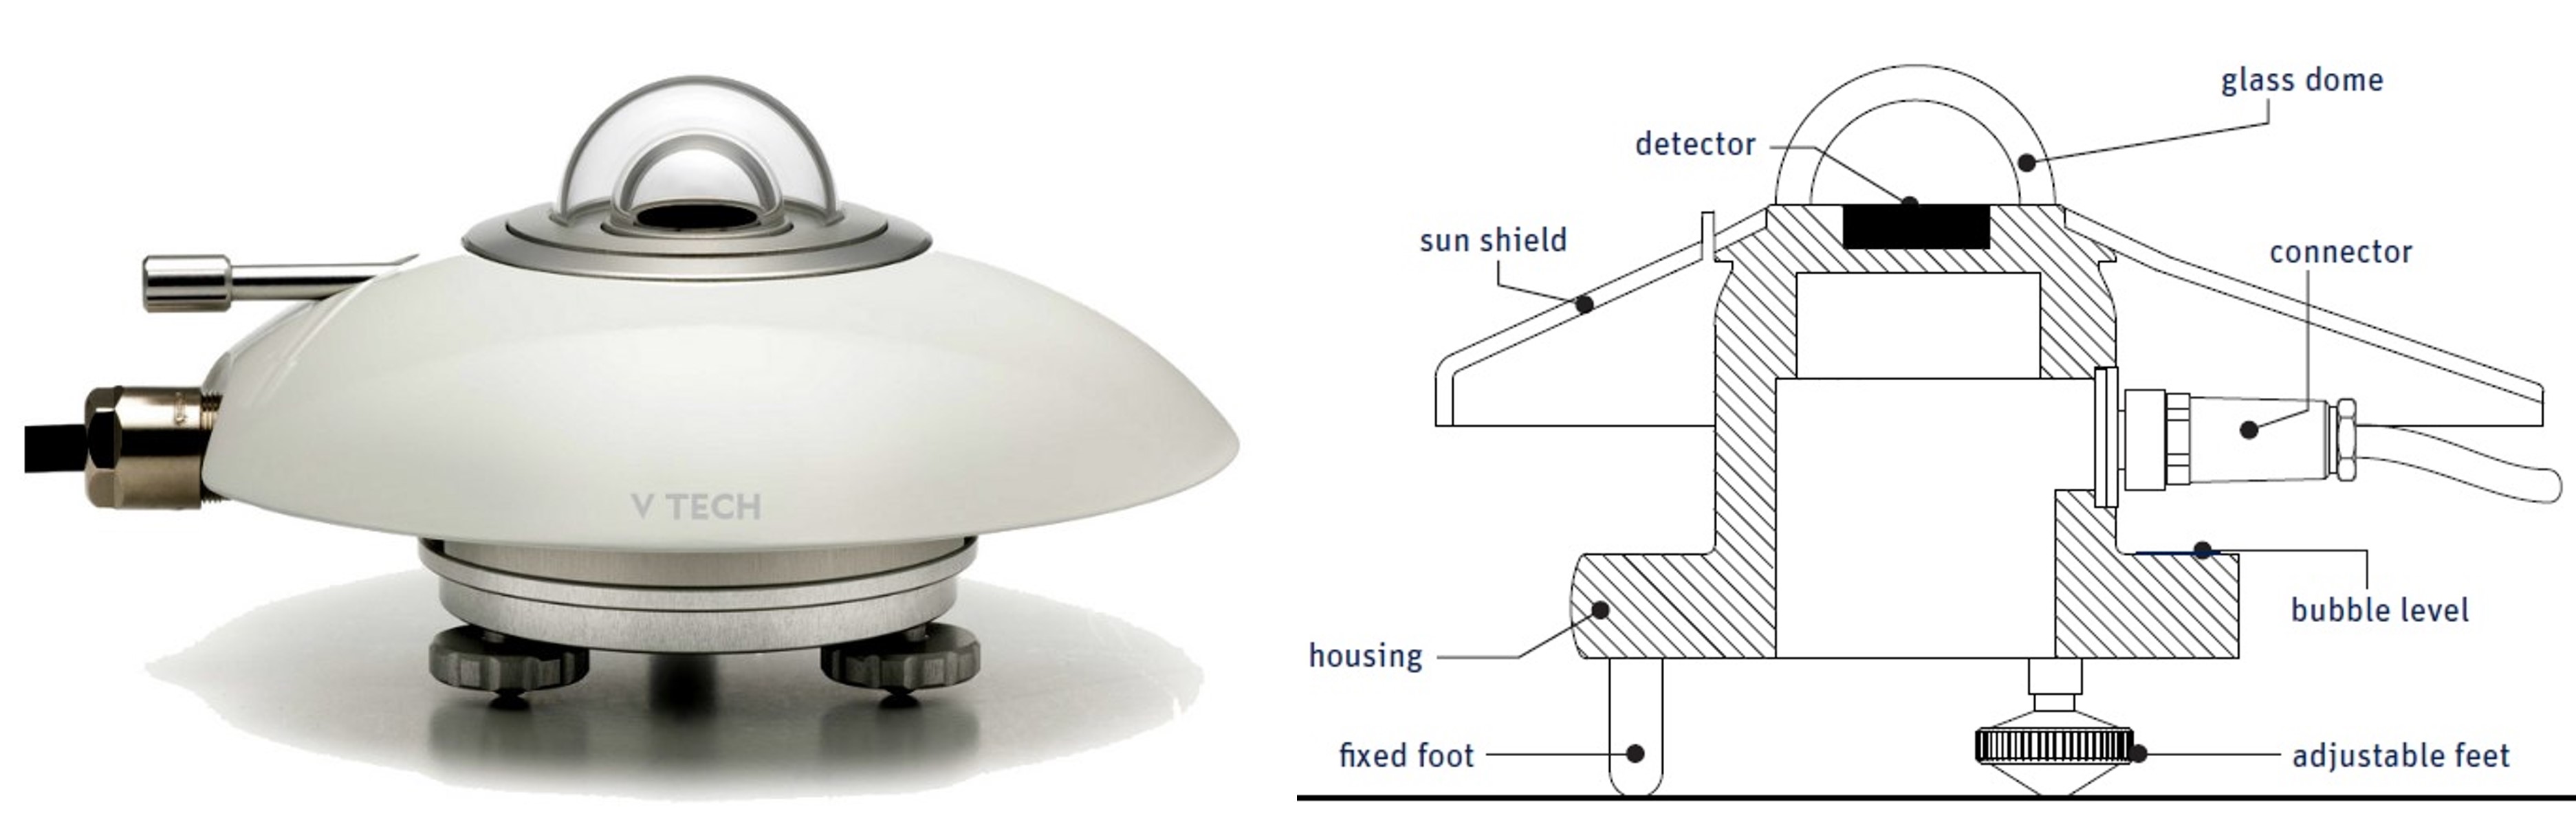 V TECH
glass dome
detector
sun shield
connector
bubble level
housing
fixed foot
adjustable feet